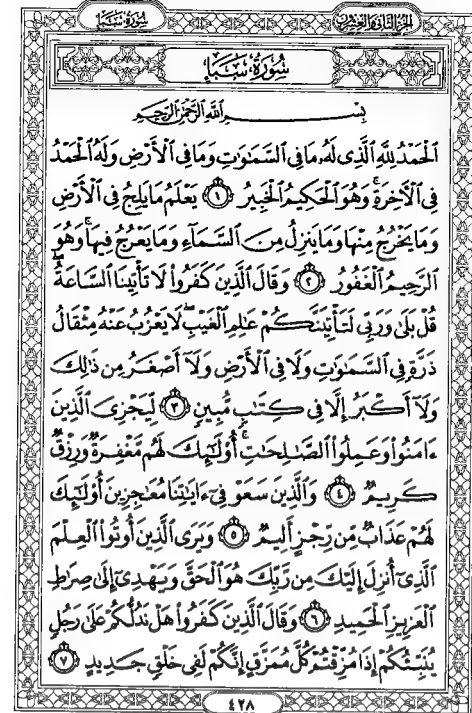 الجزء الثاني والعشرون
سورة سبأ
سُورَةُ سَبَإٍ
بِسْمِ ٱللَّهِ ٱلرَّحْمَٰنِ ٱلرَّحِيمِ
ٱلْحَمْدُ لِلَّهِ ٱلَّذِى لَهُۥ مَا فِى ٱلسَّمَٰوَٰتِ وَمَا فِى ٱلْأَرْضِ وَلَهُ ٱلْحَمْدُ
فِى ٱلْءَاخِرَةِ ۚ وَهُوَ ٱلْحَكِيمُ ٱلْخَبِيرُ ١ يَعْلَمُ مَا يَلِجُ فِى ٱلْأَرْضِ
وَمَا يَخْرُجُ مِنْهَا وَمَا يَنزِلُ مِنَ ٱلسَّمَآءِ وَمَا يَعْرُجُ فِيهَا ۚ وَهُوَ
ٱلرَّحِيمُ ٱلْغَفُورُ ٢ وَقَالَ ٱلَّذِينَ كَفَرُوا۟ لَا تَأْتِينَا ٱلسَّاعَةُ ۖ
قُلْ بَلَىٰ وَرَبِّى لَتَأْتِيَنَّكُمْ عَٰلِمِ ٱلْغَيْبِ ۖ لَا يَعْزُبُ عَنْهُ مِثْقَالُ
ذَرَّةٍ فِى ٱلسَّمَٰوَٰتِ وَلَا فِى ٱلْأَرْضِ وَلَآ أَصْغَرُ مِن ذَٰلِكَ
وَلَآ أَكْبَرُ إِلَّا فِى كِتَٰبٍ مُّبِينٍ ٣ لِّيَجْزِىَ ٱلَّذِينَ
ءَامَنُوا۟ وَعَمِلُوا۟ ٱلصَّٰلِحَٰتِ ۚ أُو۟لَٰٓئِكَ لَهُم مَّغْفِرَةٌ وَرِزْقٌ
كَرِيمٌ ٤ وَٱلَّذِينَ سَعَوْ فِىٓ ءَايَٰتِنَا مُعَٰجِزِينَ أُو۟لَٰٓئِكَ
لَهُمْ عَذَابٌ مِّن رِّجْزٍ أَلِيمٌ ٥ وَيَرَى ٱلَّذِينَ أُوتُوا۟ ٱلْعِلْمَ
ٱلَّذِىٓ أُنزِلَ إِلَيْكَ مِن رَّبِّكَ هُوَ ٱلْحَقَّ وَيَهْدِىٓ إِلَىٰ صِرَٰطِ
ٱلْعَزِيزِ ٱلْحَمِيدِ ٦ وَقَالَ ٱلَّذِينَ كَفَرُوا۟ هَلْ نَدُلُّكُمْ عَلَىٰ رَجُلٍ
يُنَبِّئُكُمْ إِذَا مُزِّقْتُمْ كُلَّ مُمَزَّقٍ إِنَّكُمْ لَفِى خَلْقٍ جَدِيدٍ ٧
٤٢٨